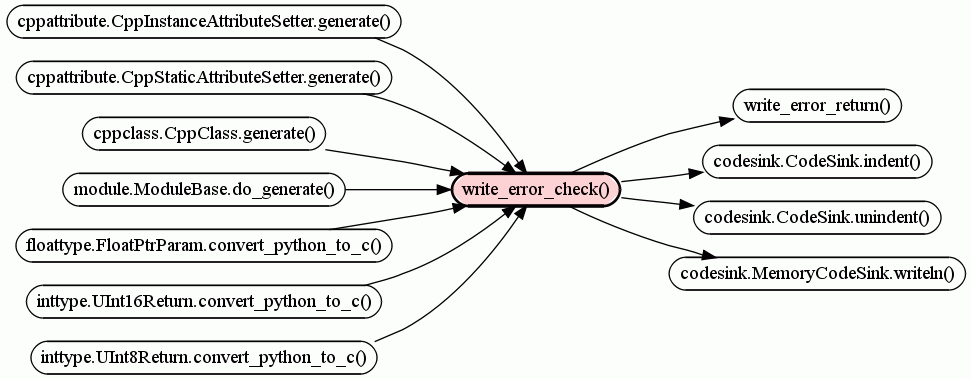 cppattribute.CppInstanceAttributeSetter.generate()
cppattribute.CppStaticAttributeSetter.generate()
cppclass.CppClass.generate()
module.ModuleBase.do_generate()
floattype.FloatPtrParam.convert_python_to_c()
inttype.UInt16Return.convert_python_to_c()
inttype.UInt8Return.convert_python_to_c()
write_error_check()
write_error_return()
codesink.CodeSink.indent()
codesink.CodeSink.unindent()
codesink.MemoryCodeSink.writeln()